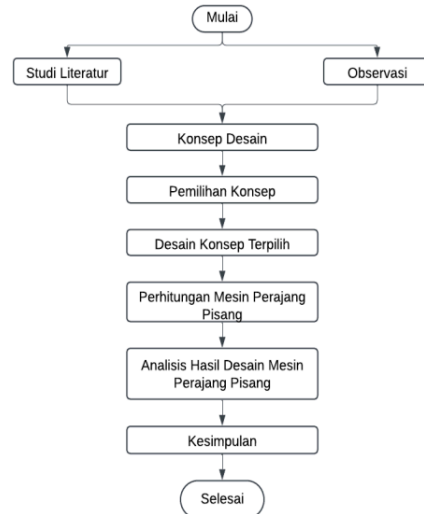 Mulai
Studi Literatur
Observasi
Konsep Desain
Pemilihan Konsep
Desain Konsep Terpilih
Perhitungan Mesin Perajang
Pisang
Analisis Hasil Desain Mesin
Perajang Pisang
Kesimpulan
Selesai